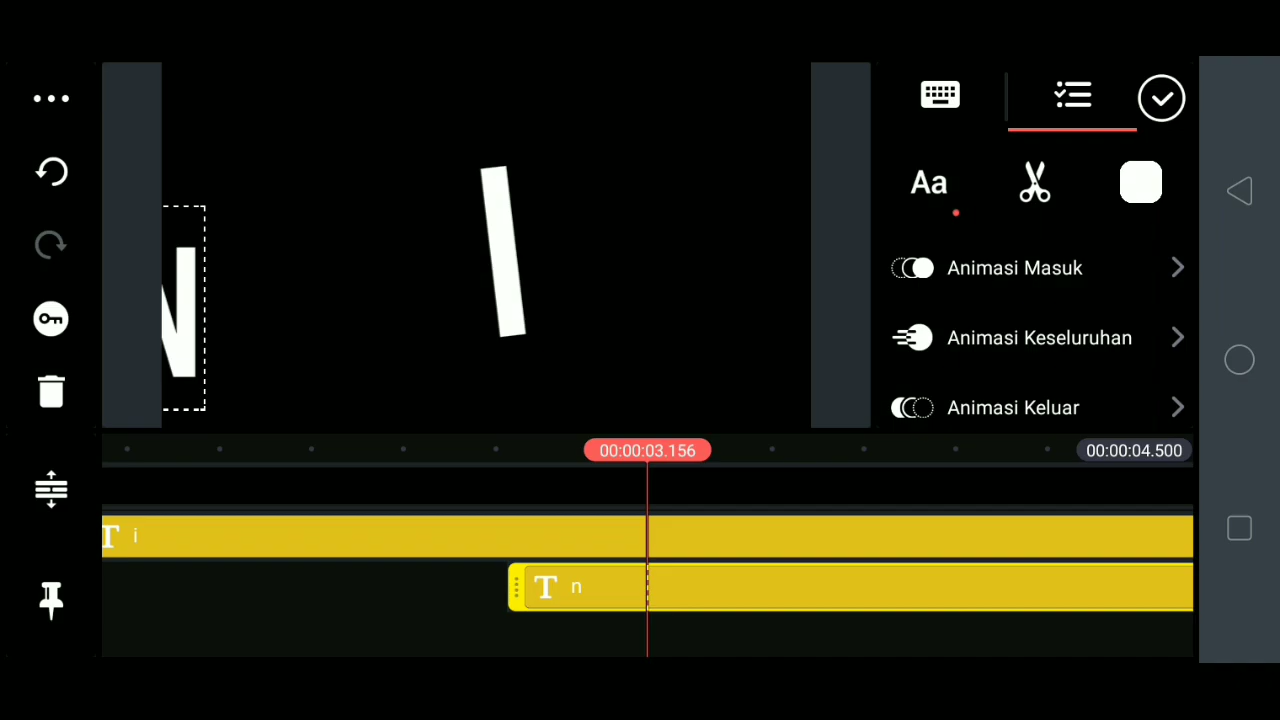 N
I
Aa
Animasi Masuk
Animasi Keseluruhan
Animasi Keluar
00:00:03.156
00:00:04.500
T i
T n